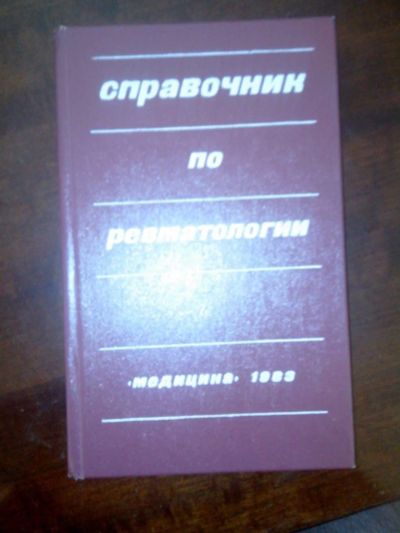 справочник
по
ревматологии
«медицина» 1983